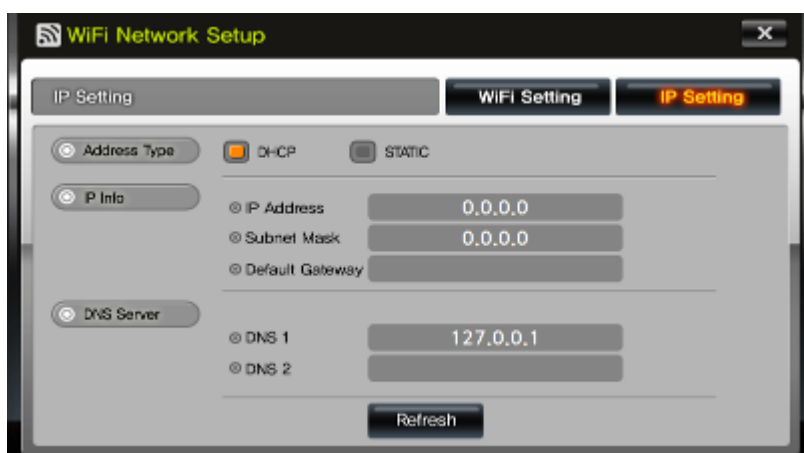 WiFi Network Setup
IP Setting WiFi Setting IP Setting
Address Type DHCP STATIC
IP Info
IP Address 0.0.0.0
Subnet Mask 0.0.0.0
Default Gateway
DNS Server
DNS 1 127.0.0.1
DNS 2
Refresh